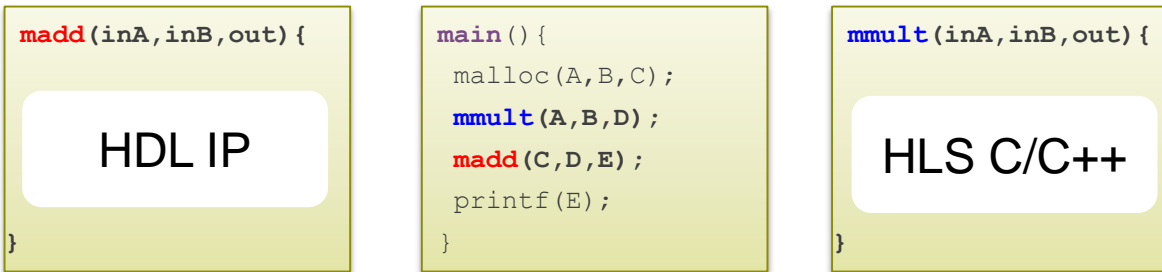 madd(inA,inB,out){
HDL IP
}
main(){
malloc(A,B,C);
mmult(A,B,D);
madd(C,D,E);
printf(E);
}
mmult(inA,inB,out){
HLS C/C++
}